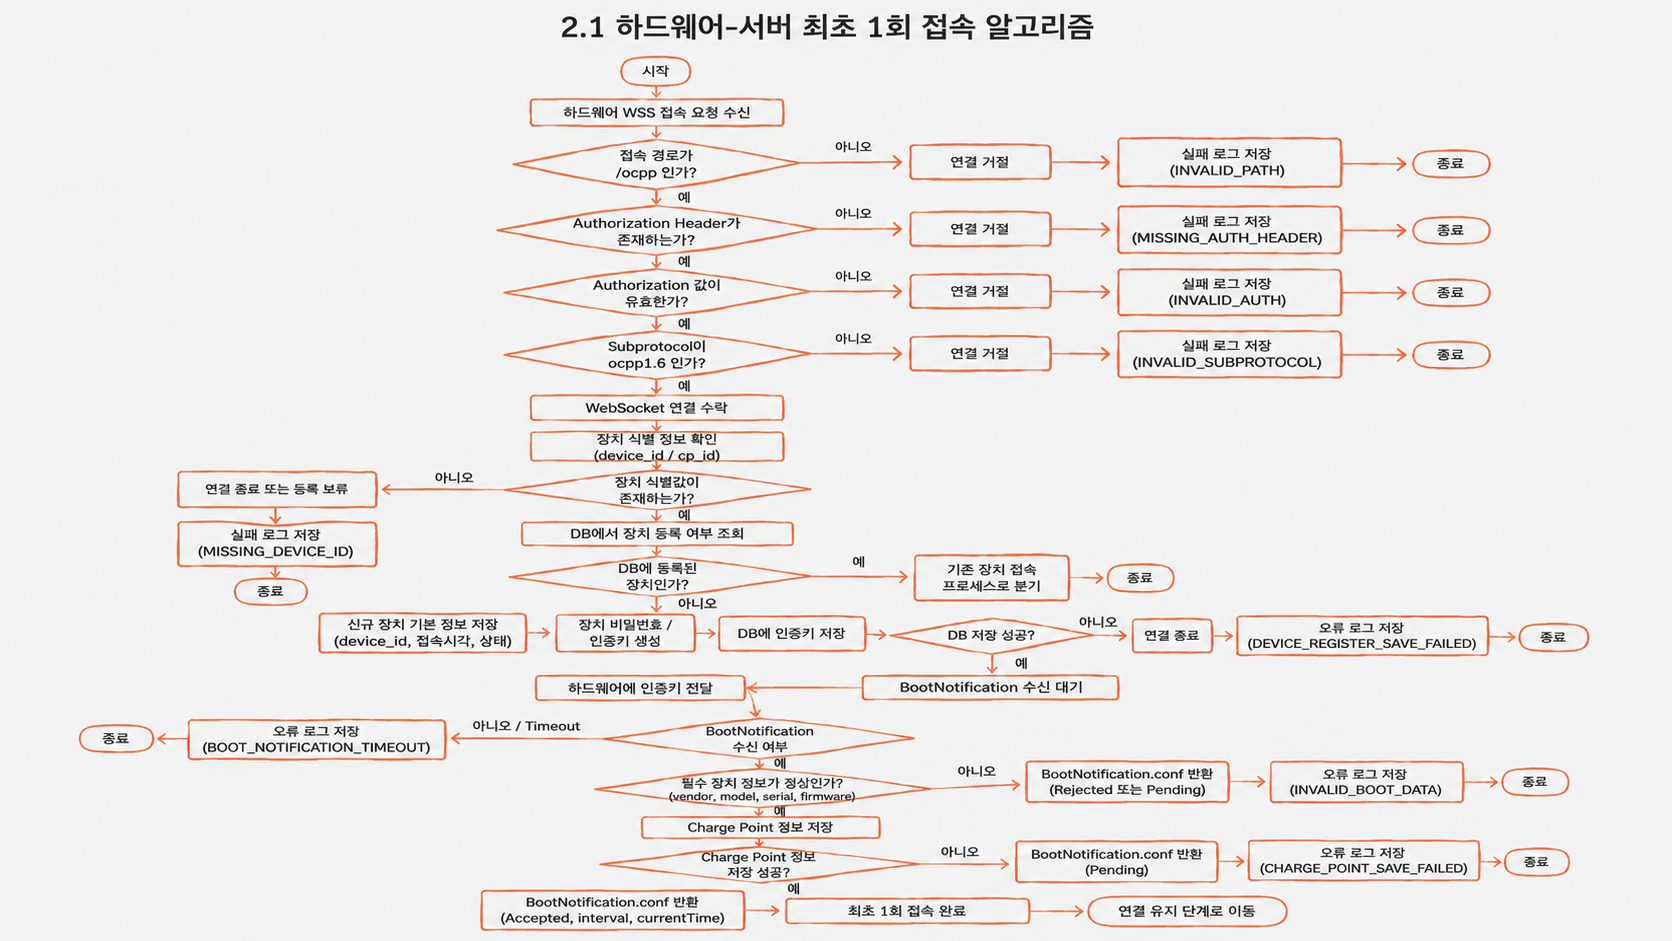 2.1 하드웨어-서버 최초 1회 접속 알고리즘
시작
하드웨어 WSS 접속 요청 수신
접속 경로가
/ocpp 인가?
아니오
연결 거절
실패 로그 저장
(INVALID_PATH)
종료
예
Authorization Header가
존재하는가?
아니오
연결 거절
실패 로그 저장
(MISSING_AUTH_HEADER)
종료
예
Authorization 값이
유효한가?
아니오
연결 거절
실패 로그 저장
(INVALID_AUTH)
종료
예
Subprotocol이
ocpp1.6 인가?
아니오
연결 거절
실패 로그 저장
(INVALID_SUBPROTOCOL)
종료
예
WebSocket 연결 수락
장치 식별 정보 확인
(device_id / cp_id)
장치 식별값이
존재하는가?
아니오
연결 종료 또는 등록 보류
실패 로그 저장
(MISSING_DEVICE_ID)
종료
예
DB에서 장치 등록 여부 조회
DB에 등록된
장치인가?
예
기존 장치 접속
프로세스로 분기
종료
아니오
신규 장치 기본 정보 저장
(device_id, 접속시각, 상태)
장치 비밀번호 /
인증키 생성
DB에 인증키 저장
DB 저장 성공?
아니오
연결 종료
오류 로그 저장
(DEVICE_REGISTER_SAVE_FAILED)
종료
예
하드웨어에 인증키 전달
BootNotification 수신 대기
BootNotification
수신 여부
아니오 / Timeout
오류 로그 저장
(BOOT_NOTIFICATION_TIMEOUT)
종료
예
필수 장치 정보가 정상인가?
(vendor, model, serial, firmware)
아니오
BootNotification.conf 반환
(Rejected 또는 Pending)
오류 로그 저장
(INVALID_BOOT_DATA)
종료
예
Charge Point 정보 저장
Charge Point 정보
저장 성공?
아니오
BootNotification.conf 반환
(Pending)
오류 로그 저장
(CHARGE_POINT_SAVE_FAILED)
종료
예
BootNotification.conf 반환
(Accepted, interval, currentTime)
최초 1회 접속 완료
연결 유지 단계로 이동